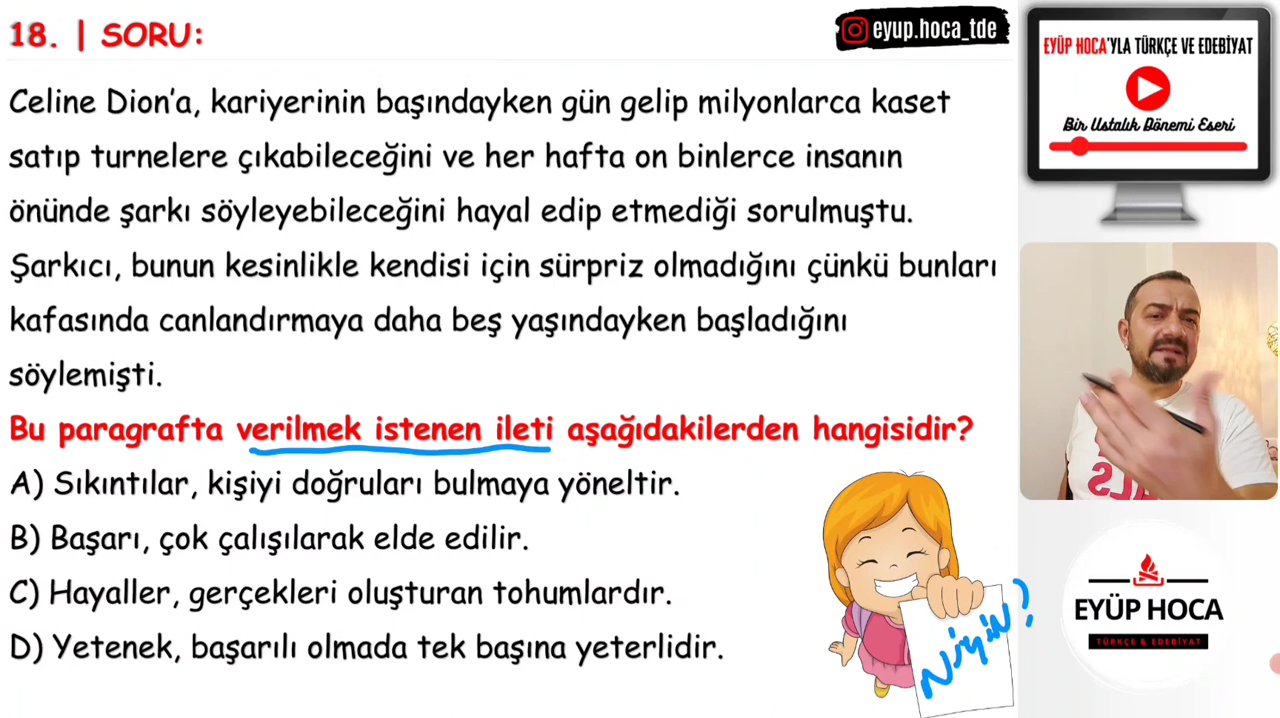 18. | SORU:
eyup.hoca_tde
EYÜP HOCA'YLA TÜRKÇE VE EDEBİYAT
Bir Ustalık Dönemi Eseri
Celine Dion'a, kariyerinin başındayken gün gelip milyonlarca kaset
satıp turnelere çıkabileceğini ve her hafta on binlerce insanın
önünde şarkı söyleyebileceğini hayal edip etmediği sorulmuştu.
Şarkıcı, bunun kesinlikle kendisi için sürpriz olmadığını çünkü bunları
kafasında canlandırmaya daha beş yaşındayken başladığını
söylemişti.
Bu paragrafta verilmek istenen ileti aşağıdakilerden hangisidir?
A) Sıkıntılar, kişiyi doğruları bulmaya yöneltir.
B) Başarı, çok çalışılarak elde edilir.
C) Hayaller, gerçekleri oluşturan tohumlardır.
D) Yetenek, başarılı olmada tek başına yeterlidir.
Niyin?
EYÜP HOCA
TÜRKÇE & EDEBİYAT